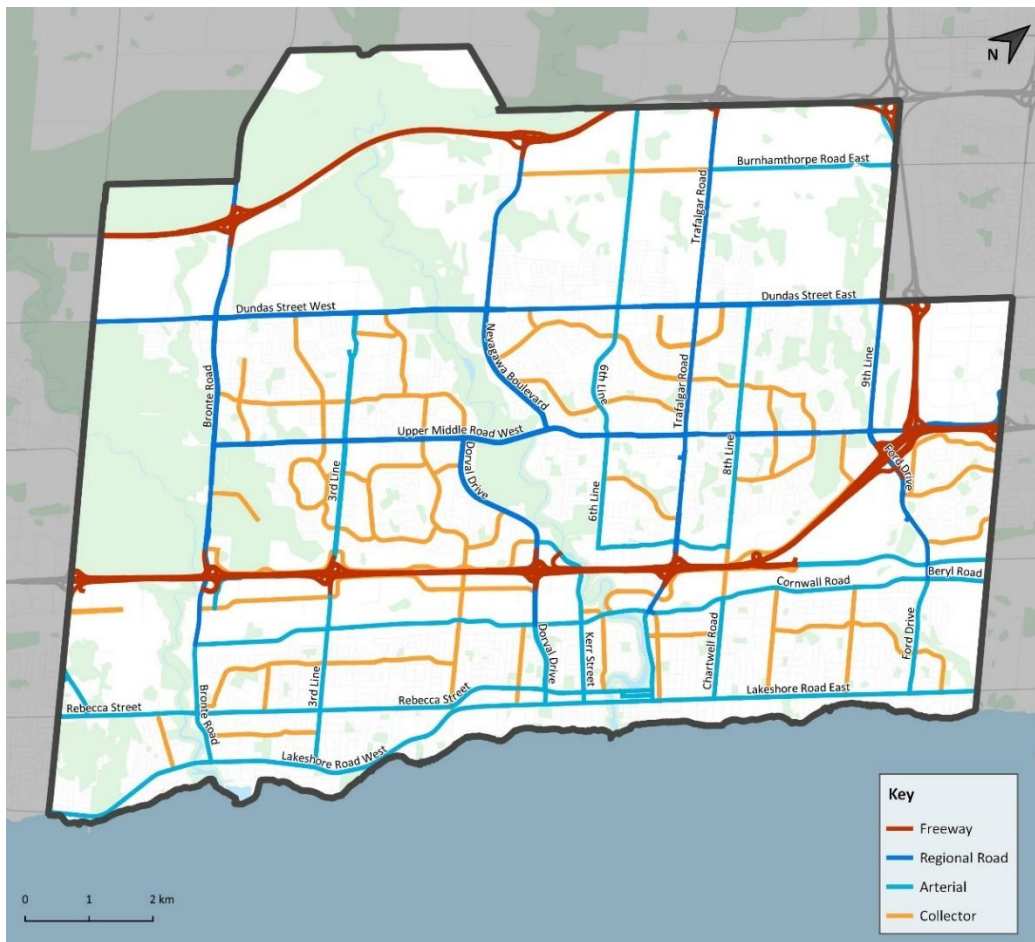 N
Burnhamthorpe Road East
Trafalgar Road
Dundas Street West
Dundas Street East
Neyagawa Boulevard
6th Line
Trafalgar Road
9th Line
Bronte Road
Upper Middle Road West
8th Line
3rd Line
Dorval Drive
Ford Drive
6th Line
Beryl Road
Cornwall Road
Dorval Drive
Kerr Street
Chartwell Road
Ford Drive
3rd Line
Bronte Road
Rebecca Street
Rebecca Street
Lakeshore Road East
Lakeshore Road West
Key
Freeway
Regional Road
Arterial
Collector
0 1 2 km